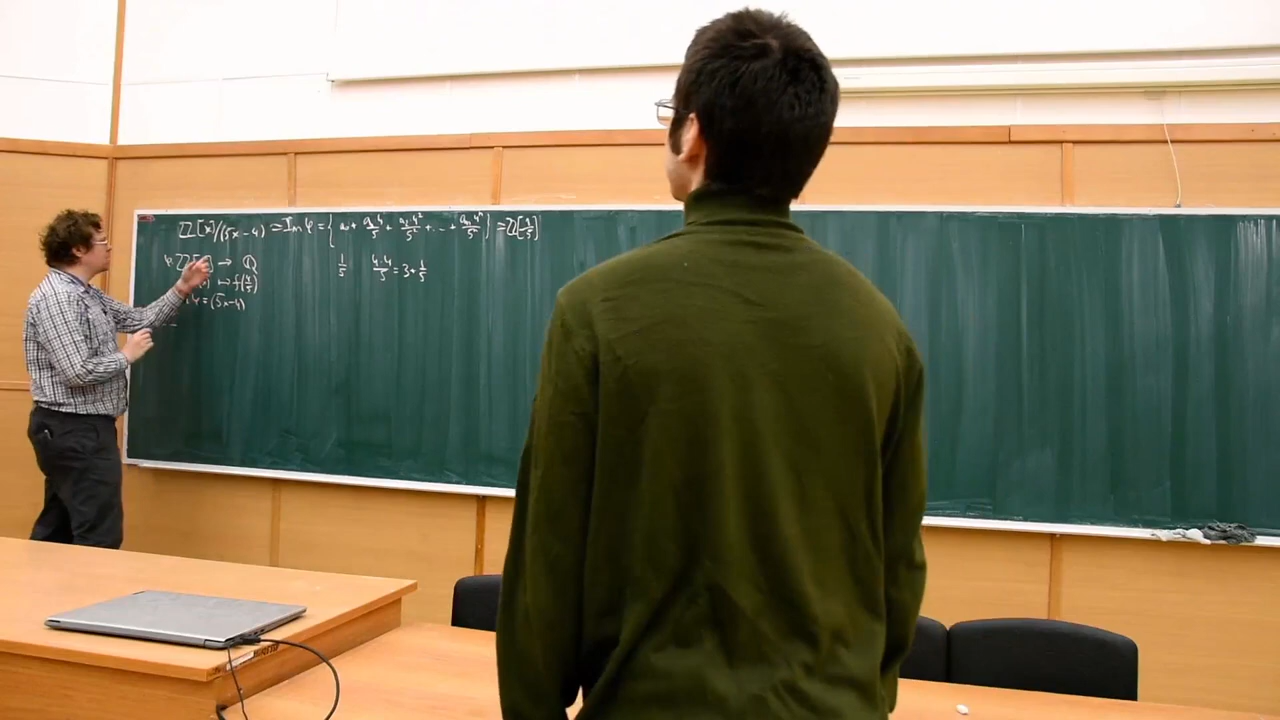 ℤ[x]/(5x-4) = Im φ = { a₀ + a₁4/5 + a₂4²/5² + ... + aₙ4ⁿ/5ⁿ } = ℤ[1/5]
φ: ℤ[x] → ℚ 1/5 4·4/5 = 3+1/5
↦ f(4/5)
φ = (5x-4)